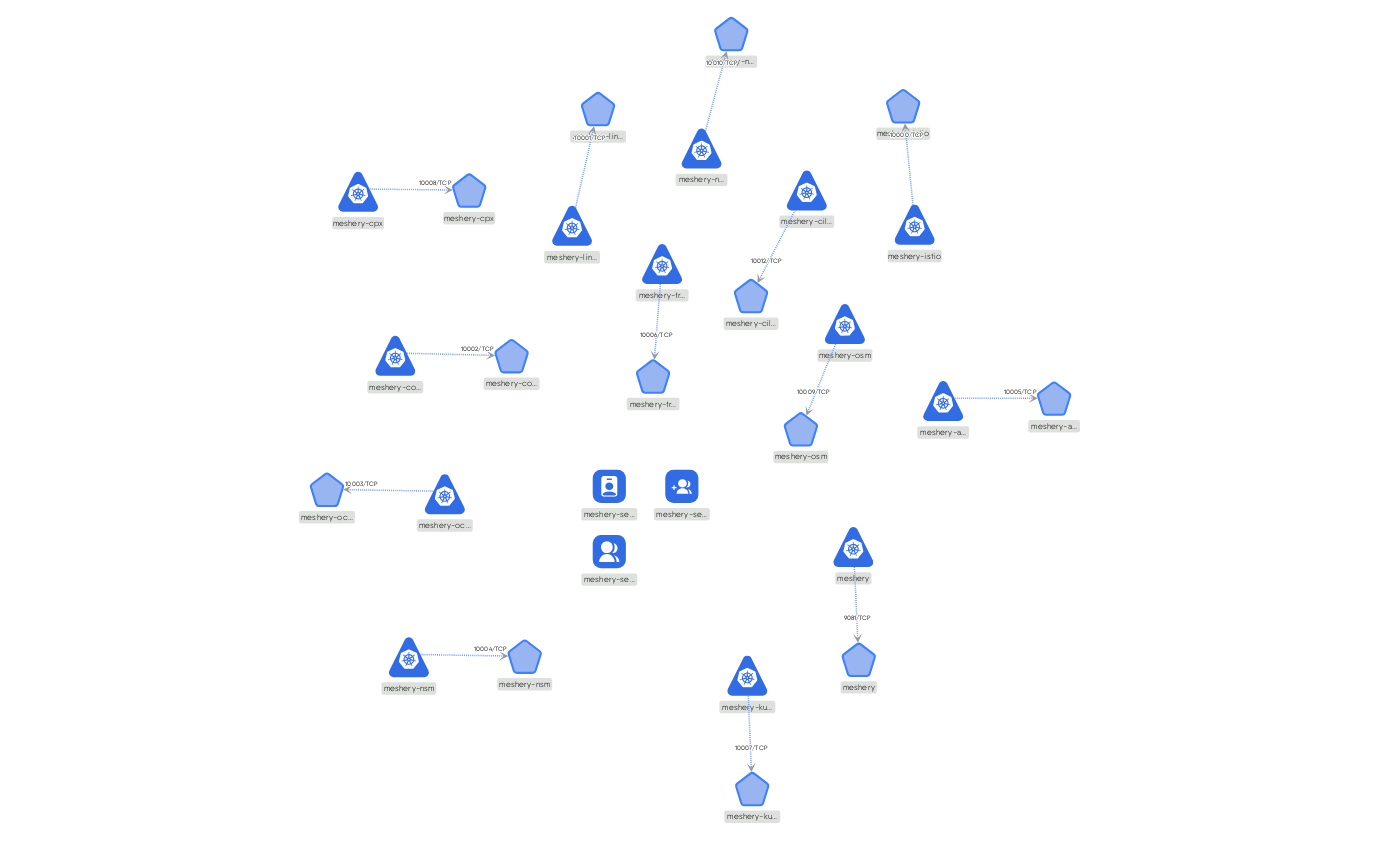 10010/TCP
meshery-lin...
10001/TCP
10000/TCP
meshery-n...
10008/TCP
meshery-cpx
meshery-cpx
meshery-cil...
meshery-lin...
meshery-istio
10012/TCP
meshery-tr...
meshery-cil...
10006/TCP
10002/TCP
meshery-osm
meshery-co...
meshery-co...
10009/TCP
10005/TCP
meshery-tr...
meshery-a...
meshery-a...
meshery-osm
10003/TCP
meshery-oc...
meshery-oc...
meshery-se...
meshery-se...
meshery-se...
meshery
9081/TCP
10004/TCP
meshery-nsm
meshery-nsm
meshery
meshery-ku...
10007/TCP
meshery-ku...